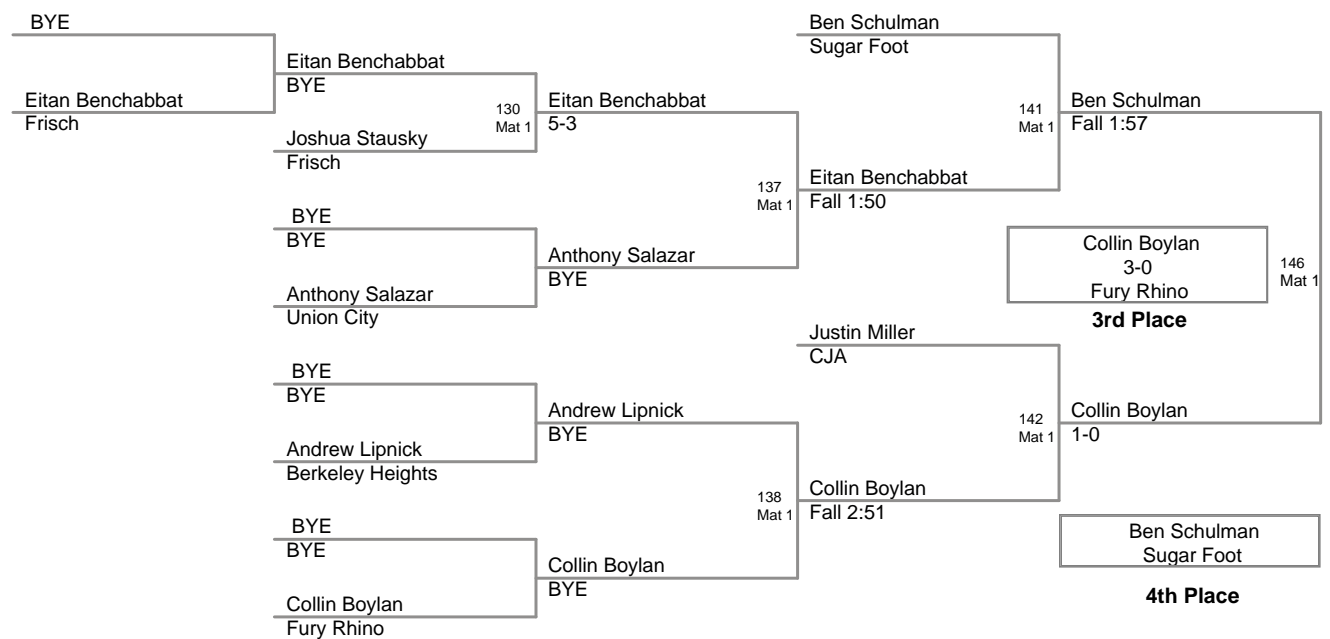 BYE
Eitan Benchabbat
Frisch
Eitan Benchabbat
BYE
Joshua Stausky
Frisch
BYE
BYE
Anthony Salazar
Union City
BYE
BYE
Andrew Lipnick
Berkeley Heights
BYE
BYE
Collin Boylan
Fury Rhino
130
Mat 1
Eitan Benchabbat
5-3
Anthony Salazar
BYE
Andrew Lipnick
BYE
Collin Boylan
BYE
137
Mat 1
138
Mat 1
Ben Schulman
Sugar Foot
Eitan Benchabbat
Fall 1:50
Justin Miller
CJA
Collin Boylan
Fall 2:51
141
Mat 1
142
Mat 1
Ben Schulman
Fall 1:57
Collin Boylan
1-0
146
Mat 1
Collin Boylan
3-0
Fury Rhino
3rd Place
Ben Schulman
Sugar Foot
4th Place